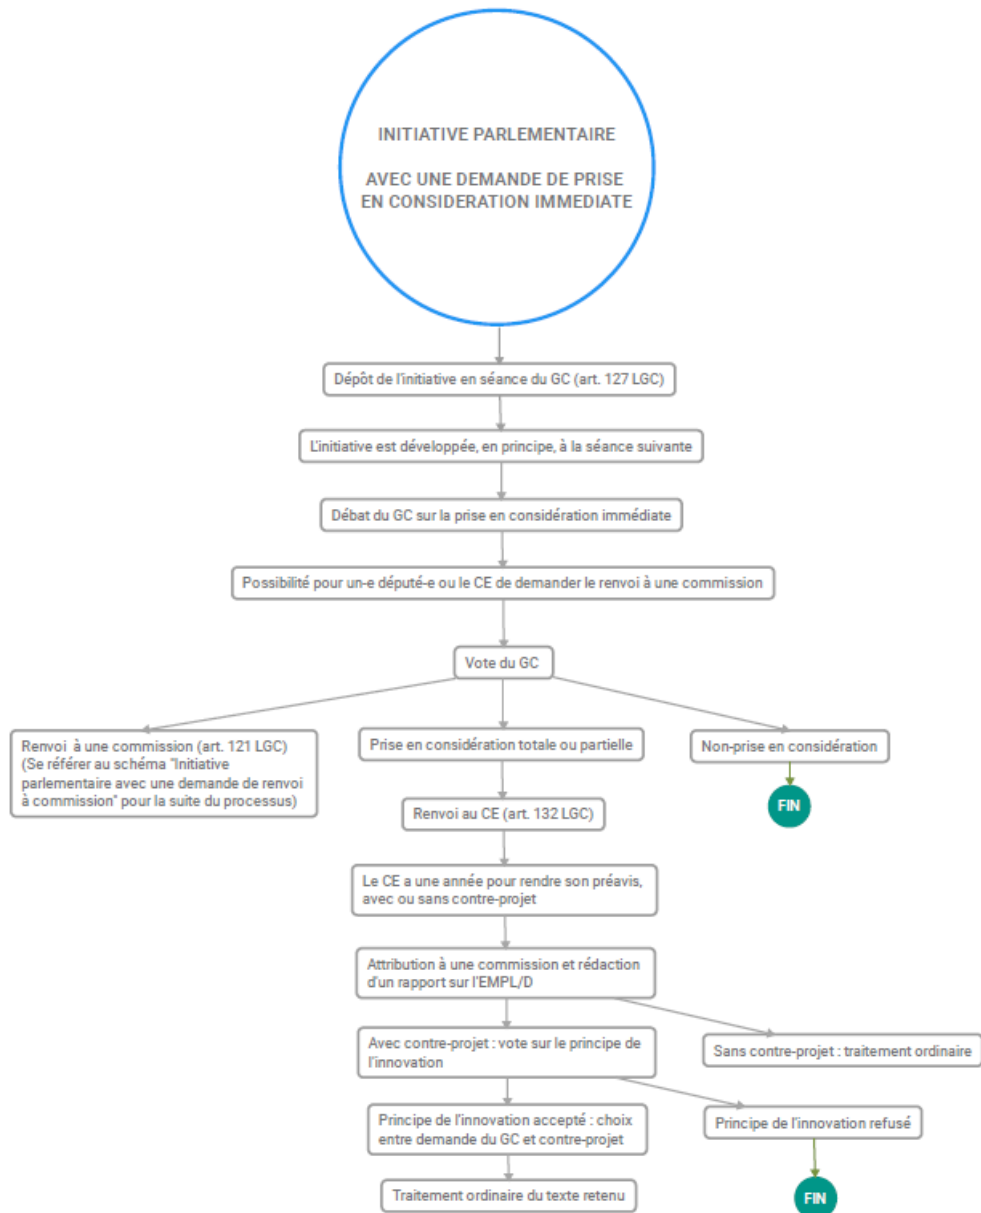 INITIATIVE PARLEMENTAIRE
AVEC UNE DEMANDE DE PRISE
EN CONSIDERATION IMMEDIATE
Dépôt de l'initiative en séance du GC (art. 127 LGC)
L'initiative est développée, en principe, à la séance suivante
Débat du GC sur la prise en considération immédiate
Possibilité pour un-e député-e ou le CE de demander le renvoi à une commission
Vote du GC
Renvoi à une commission (art. 121 LGC)
(Se référer au schéma "Initiative
parlementaire avec une demande de renvoi
à commission" pour la suite du processus)
Prise en considération totale ou partielle
Non-prise en considération
FIN
Renvoi au CE (art. 132 LGC)
Le CE a une année pour rendre son préavis,
avec ou sans contre-projet
Attribution à une commission et rédaction
d'un rapport sur l'EMPL/D
Avec contre-projet : vote sur le principe de
l'innovation
Sans contre-projet : traitement ordinaire
Principe de l'innovation accepté : choix
entre demande du GC et contre-projet
Principe de l'innovation refusé
Traitement ordinaire du texte retenu
FIN